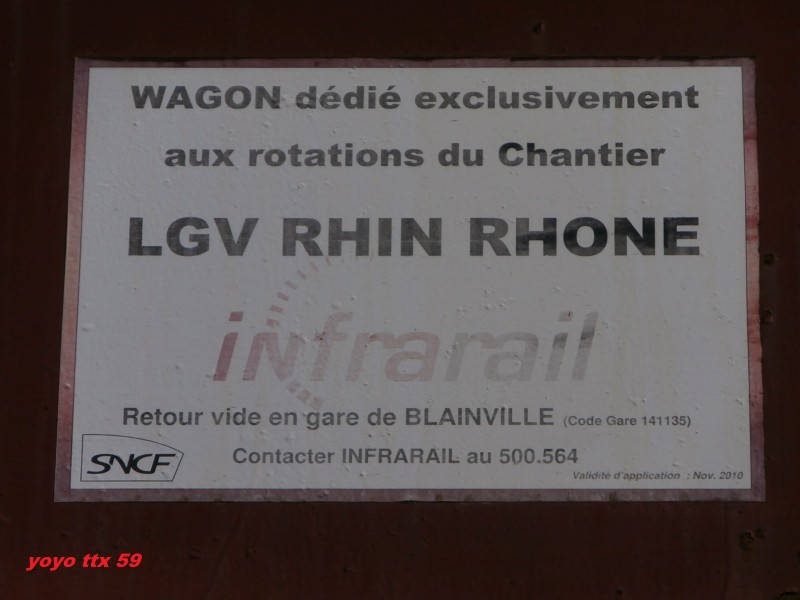 WAGON dédié exclusivement
aux rotations du Chantier
LGV RHIN RHONE
infrarail
Retour vide en gare de BLAINVILLE (Code Gare 141135)
Contacter INFRARAIL au 500.564
SNCF
Validité d'application : Nov. 2010
yoyo ttx 59